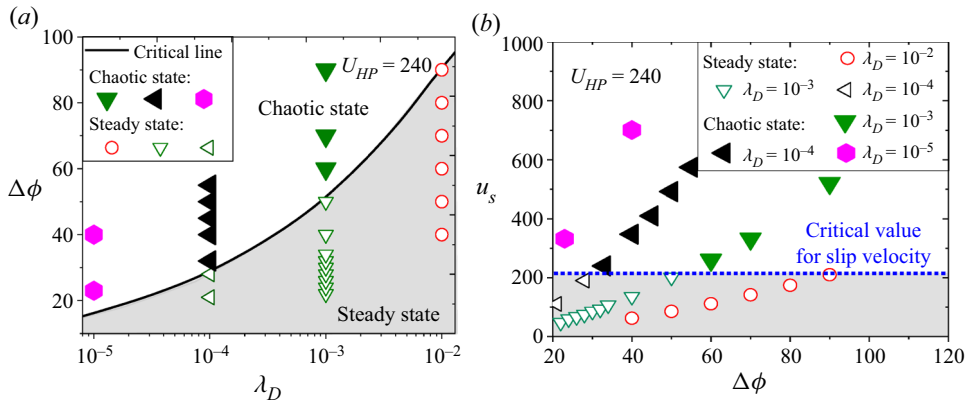 (a)
Critical line
Chaotic state:
Steady state:
U_HP = 240
Chaotic state
Steady state
Δϕ
100
80
60
40
20
10⁻⁵ 10⁻⁴ 10⁻³ 10⁻²
λ_D
(b)
U_HP = 240
Steady state:
λ_D = 10⁻³
Chaotic state:
λ_D = 10⁻⁴
λ_D = 10⁻²
λ_D = 10⁻⁴
λ_D = 10⁻³
λ_D = 10⁻⁵
Critical value
for slip velocity
u_s
1000
800
600
400
200
0
20 40 60 80 100 120
Δϕ